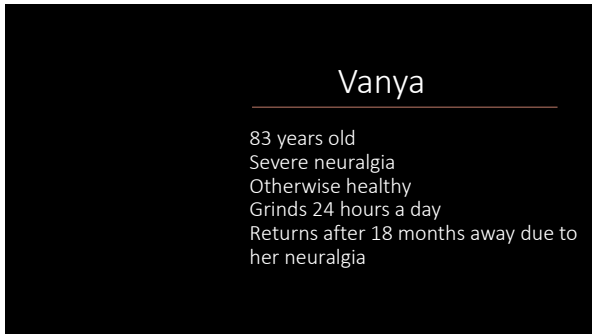 Vanya
83 years old
Severe neuralgia
Otherwise healthy
Grinds 24 hours a day
Returns after 18 months away due to
her neuralgia